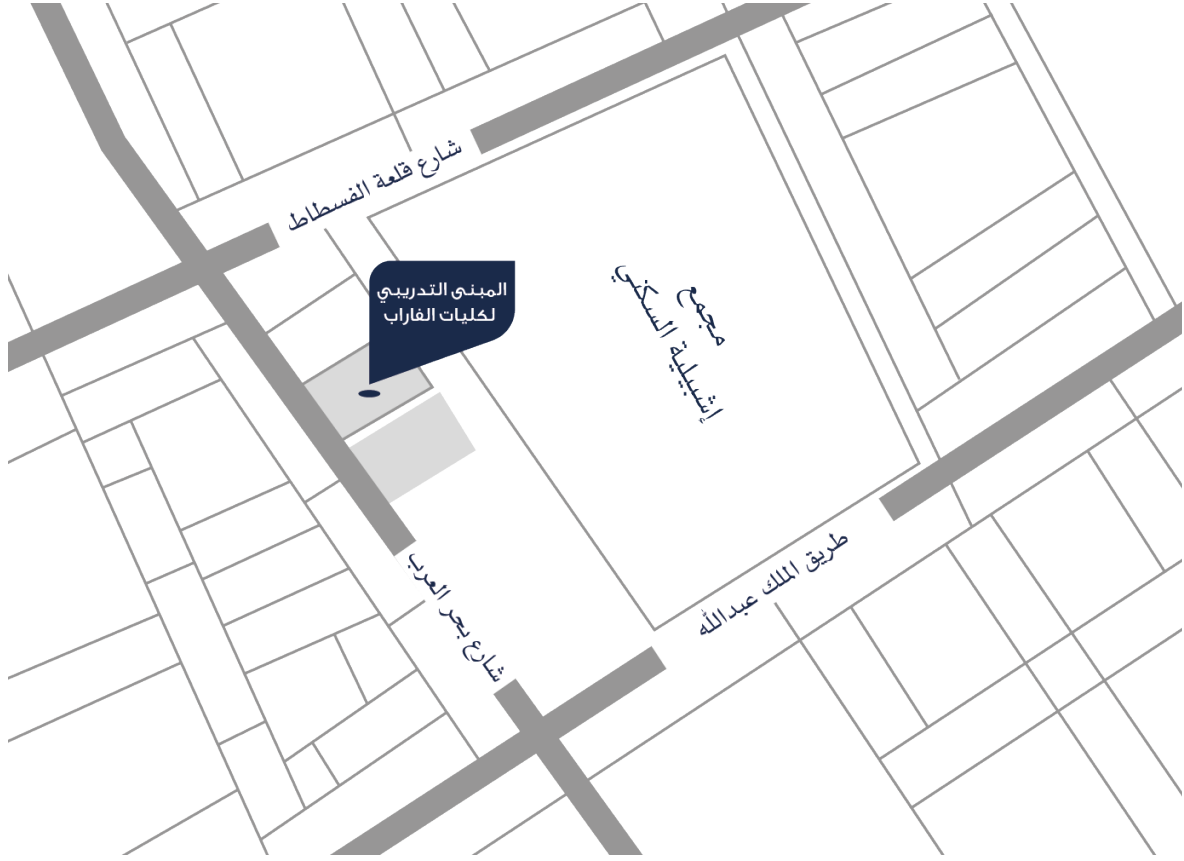 شارع قلعة الفسطاط
المبنى التدريبي
لكليات الفاراب
مجمع
إشبيلية السكني
طريق الملك عبدالله
شارع بحر العرب